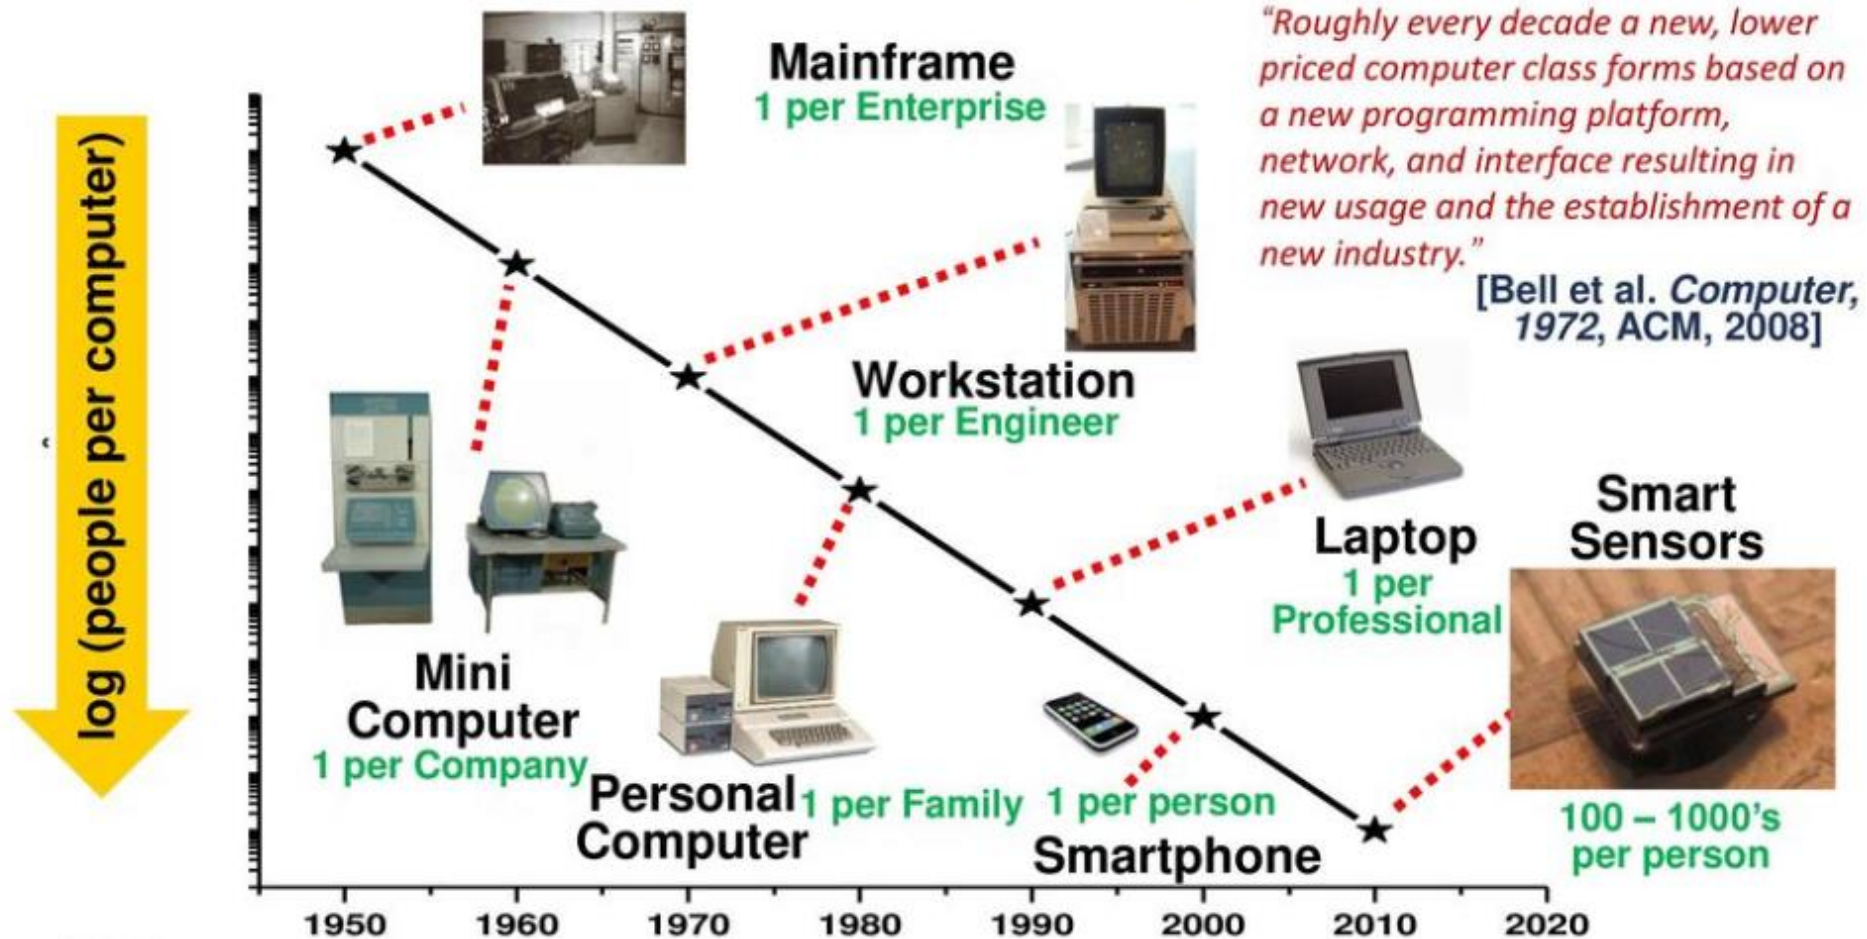 log (people per computer)
Mainframe
1 per Enterprise
“Roughly every decade a new, lower
priced computer class forms based on
a new programming platform,
network, and interface resulting in
new usage and the establishment of a
new industry.”
[Bell et al. Computer,
1972, ACM, 2008]
Workstation
1 per Engineer
Laptop
1 per
Professional
Smart
Sensors
100 – 1000’s
per person
Mini
Computer
1 per Company
Personal
Computer
1 per Family
1 per person
Smartphone
1950 1960 1970 1980 1990 2000 2010 2020